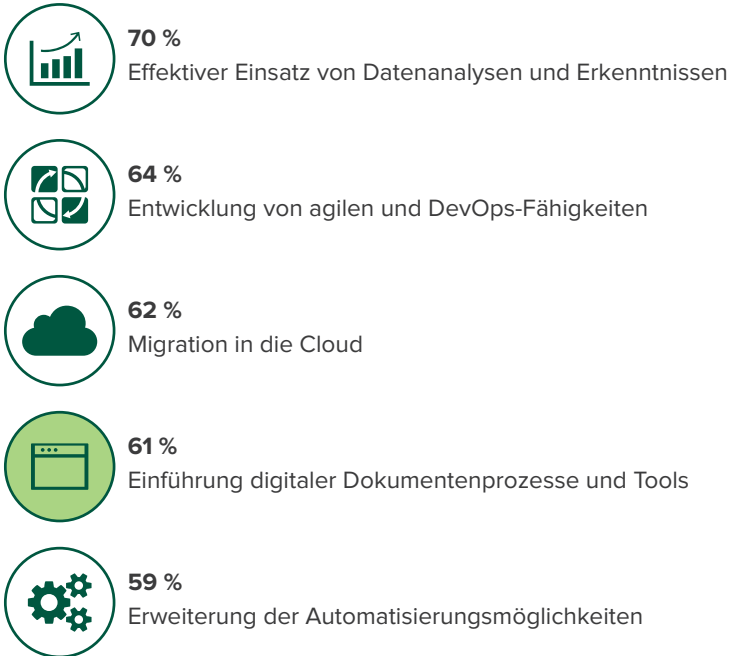 70 %
Effektiver Einsatz von Datenanalysen und Erkenntnissen
64 %
Entwicklung von agilen und DevOps-Fähigkeiten
62 %
Migration in die Cloud
61 %
Einführung digitaler Dokumentenprozesse und Tools
59 %
Erweiterung der Automatisierungsmöglichkeiten